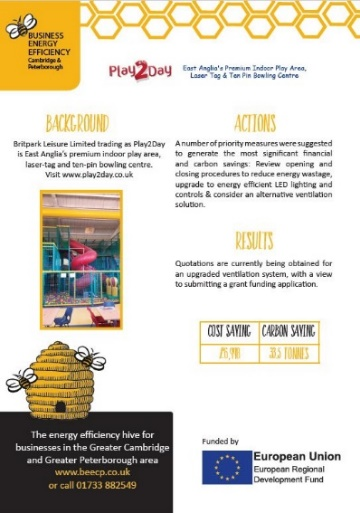 BUSINESS
ENERGY
EFFICIENCY
Cambridge &
Peterborough
Play2Day
East Anglia's Premium Indoor Play Area,
Laser Tag & Ten Pin Bowling Centre
BACKGROUND
Britpark Leisure Limited trading as Play2Day
is East Anglia's premium indoor play area,
laser-tag and ten-pin bowling centre.
Visit www.play2day.co.uk
ACTIONS
A number of priority measures were suggested
to generate the most significant financial
and carbon savings: Review opening and
closing procedures to reduce energy wastage,
upgrade to energy efficient LED lighting and
controls & consider an alternative ventilation
solution.
RESULTS
Quotations are currently being obtained for
an upgraded ventilation system, with a view
to submitting a grant funding application.
COST SAVING CARBON SAVING
TONNES
The energy efficiency hive for
businesses in the Greater Cambridge
and Greater Peterborough area
www.beecp.co.uk
or call 01733 882549
Funded by
European Union
European Regional
Development Fund